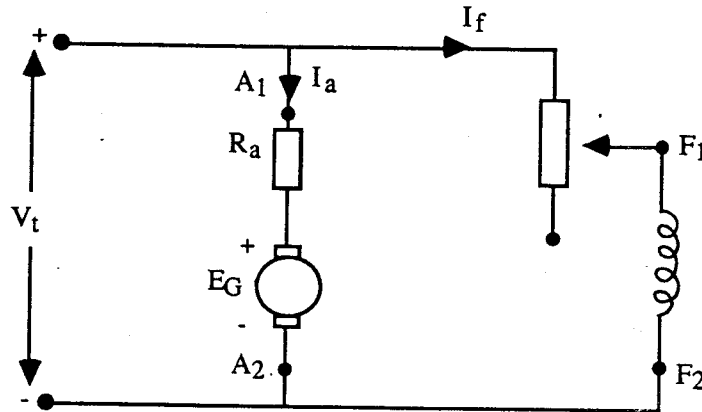 I_f
+
A_1 I_a
R_a
F_1
V_t
+
E_G
-
A_2
F_2
-